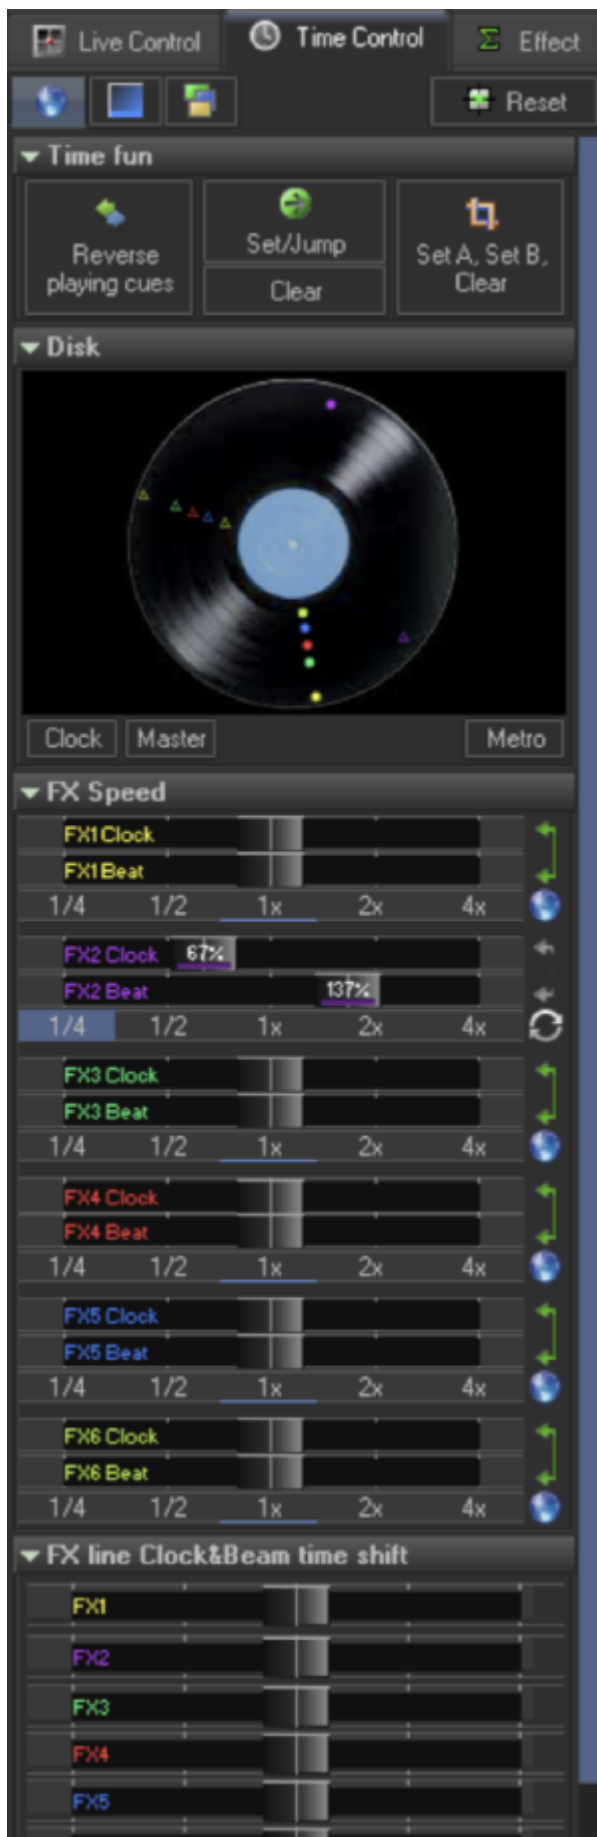 Live Control
Time Control
Effect
Reset
Time fun
Reverse
playing cues
Set/Jump
Clear
Set A, Set B,
Clear
Disk
Clock
Master
Metro
FX Speed
FX1 Clock
FX1 Beat
1/4 1/2 1x 2x 4x
FX2 Clock 67%
FX2 Beat 137%
1/4 1/2 1x 2x 4x
FX3 Clock
FX3 Beat
1/4 1/2 1x 2x 4x
FX4 Clock
FX4 Beat
1/4 1/2 1x 2x 4x
FX5 Clock
FX5 Beat
1/4 1/2 1x 2x 4x
FX6 Clock
FX6 Beat
1/4 1/2 1x 2x 4x
FX line Clock&Beam time shift
FX1
FX2
FX3
FX4
FX5